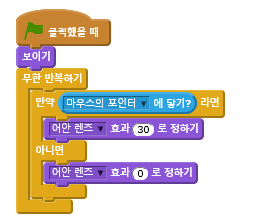 클릭했을 때
보이기
무한 반복하기
만약 마우스의 포인터 에 닿기? 라면
어안 렌즈 효과 30 로 정하기
아니면
어안 렌즈 효과 0 로 정하기